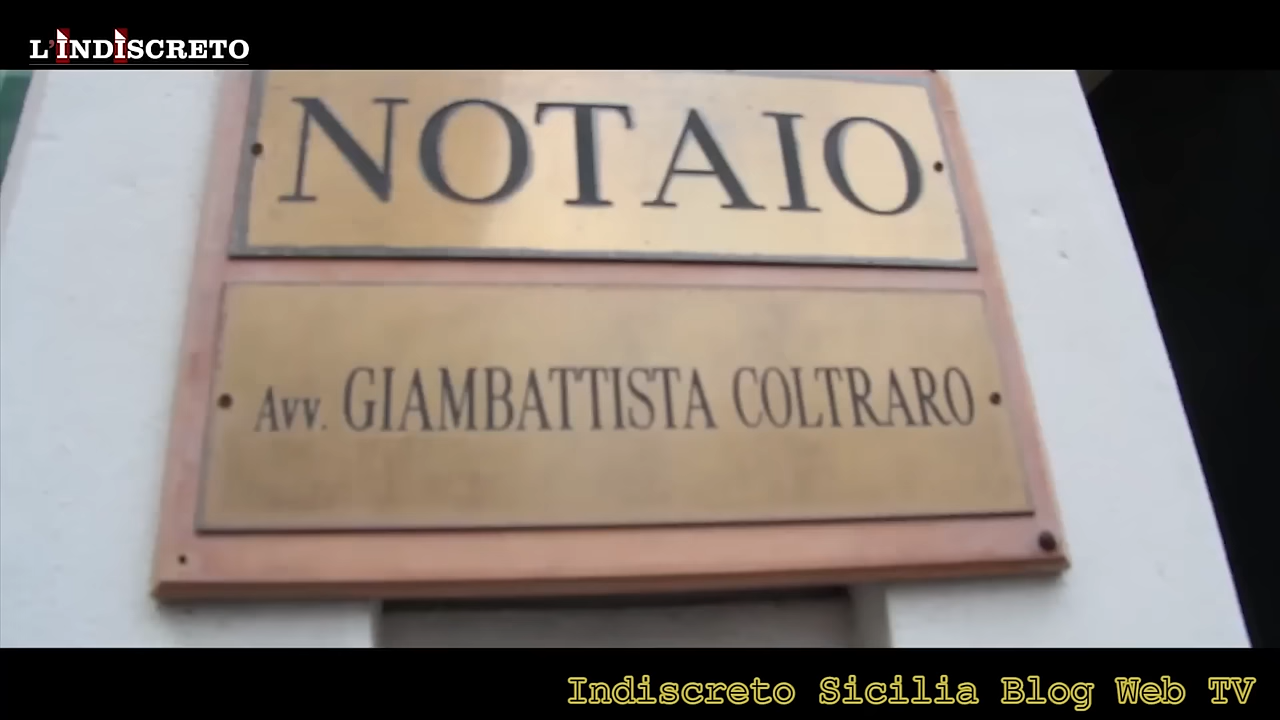 L'INDISCRETO
NOTAIO
Avv. GIAMBATTISTA COLTRARO
Indiscreto Sicilia Blog Web TV